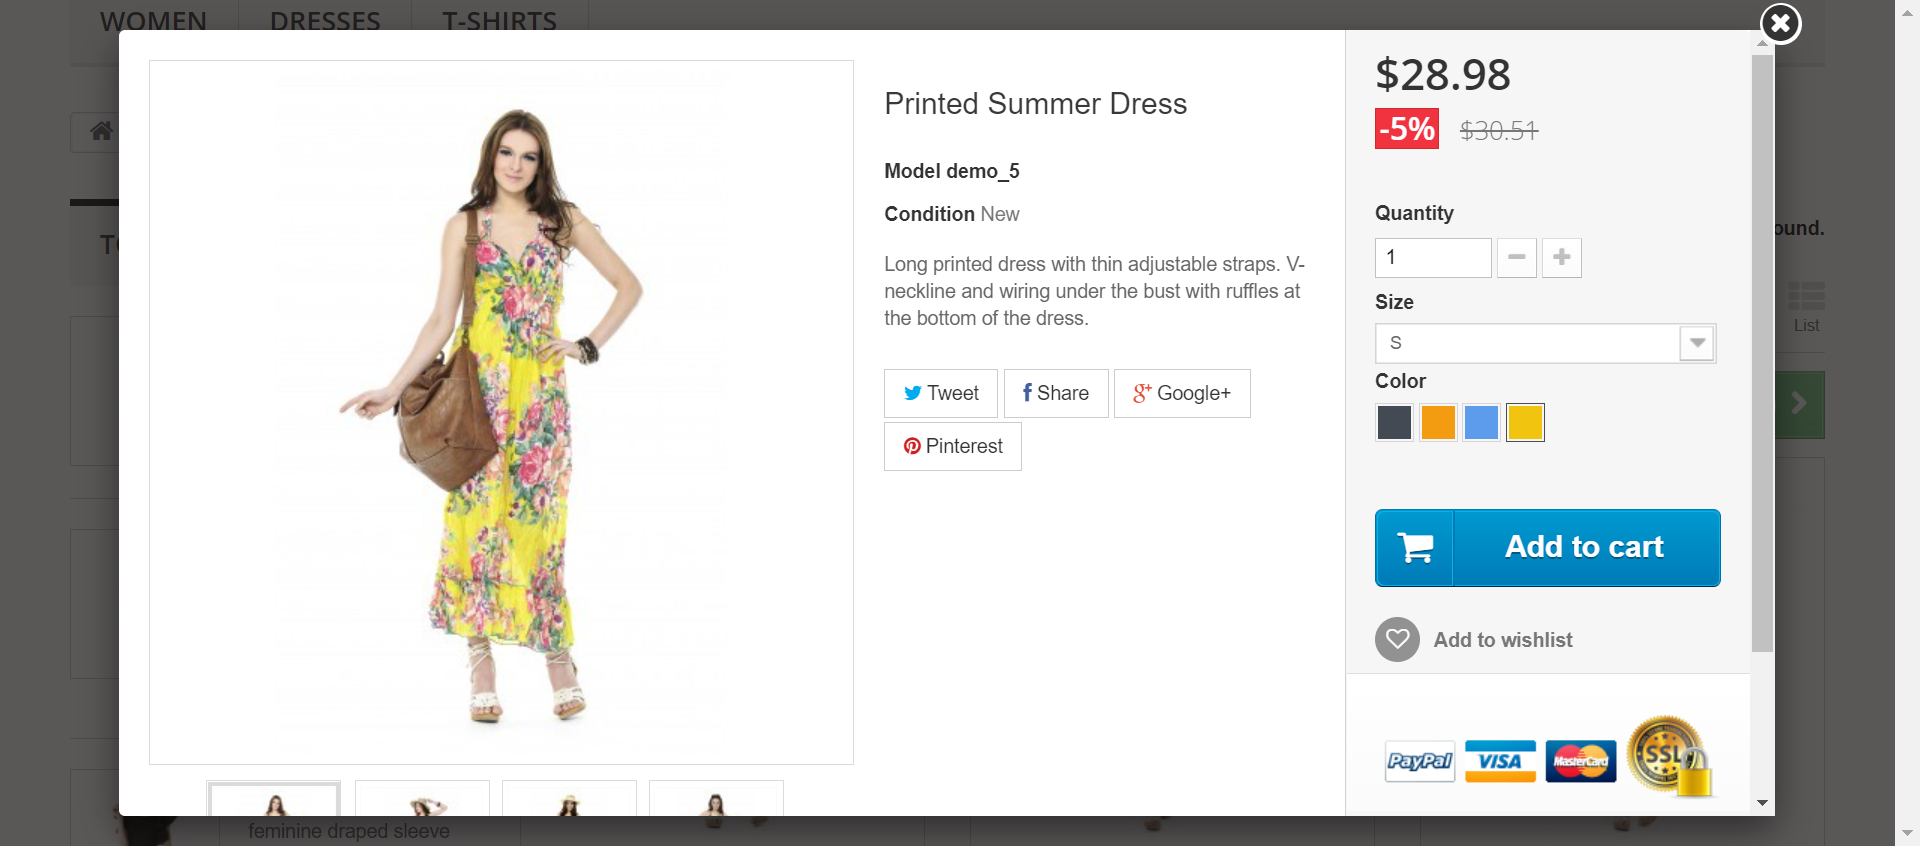 WOMEN
DRESSES
T-SHIRTS
Printed Summer Dress
Model demo_5
Condition New
Long printed dress with thin adjustable straps. V-
neckline and wiring under the bust with ruffles at
the bottom of the dress.
Tweet
Share
Google+
Pinterest
$28.98
-5% $30.51
Quantity
1
Size
S
Color
Add to cart
Add to wishlist
PayPal
VISA
MasterCard
SSL
ound.
List
feminine draped sleeve